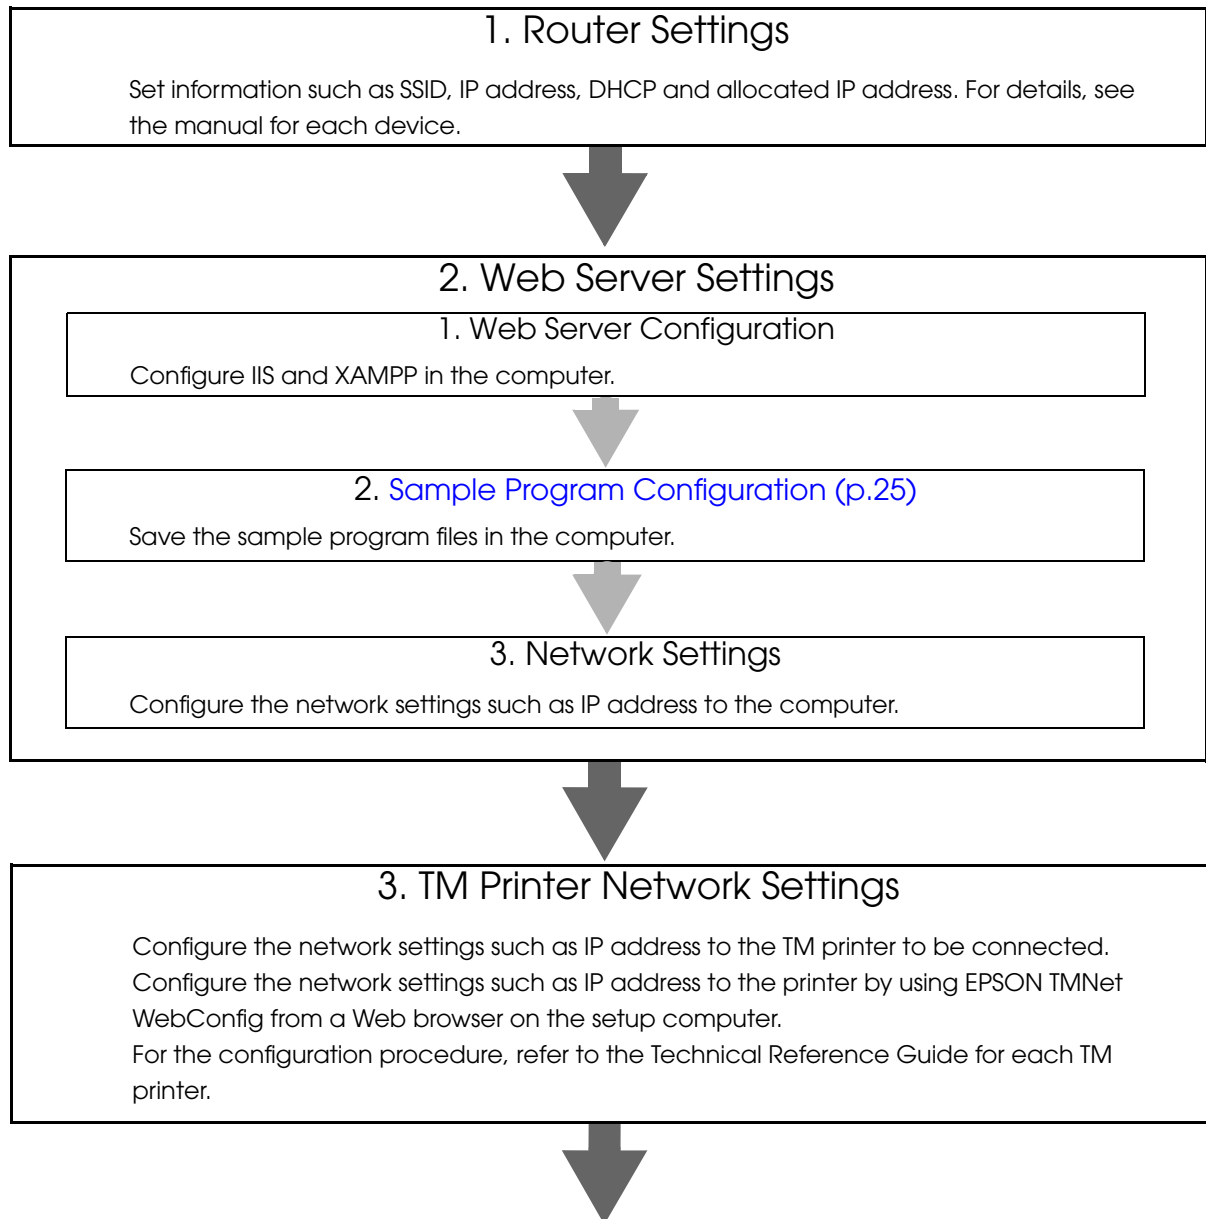 1. Router Settings
Set information such as SSID, IP address, DHCP and allocated IP address. For details, see
the manual for each device.
2. Web Server Settings
1. Web Server Configuration
Configure IIS and XAMPP in the computer.
2. Sample Program Configuration (p.25)
Save the sample program files in the computer.
3. Network Settings
Configure the network settings such as IP address to the computer.
3. TM Printer Network Settings
Configure the network settings such as IP address to the TM printer to be connected.
Configure the network settings such as IP address to the printer by using EPSON TMNet
WebConfig from a Web browser on the setup computer.
For the configuration procedure, refer to the Technical Reference Guide for each TM
printer.